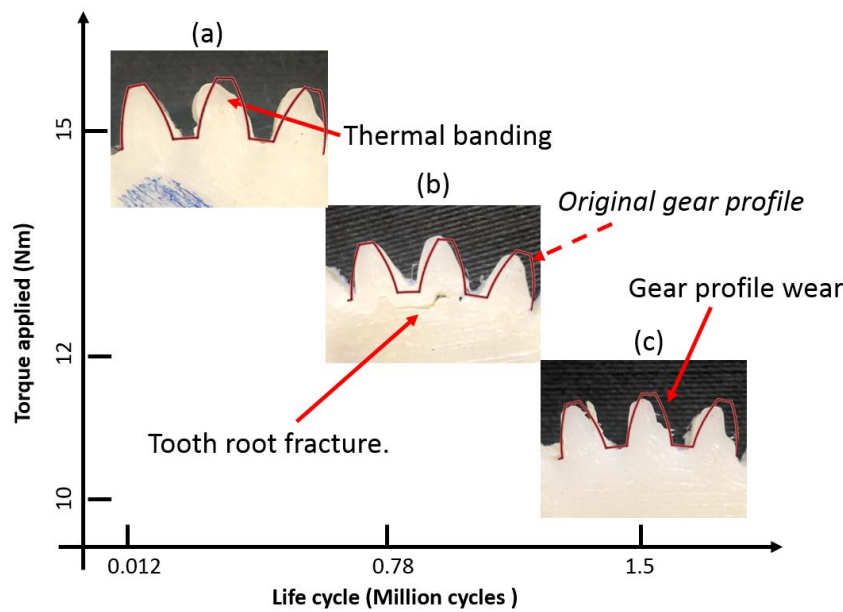 (a)
15
Thermal banding
(b)
Original gear profile
Gear profile wear
(c)
Torque applied (Nm)
12
Tooth root fracture.
10
0.012
0.78
1.5
Life cycle (Million cycles )